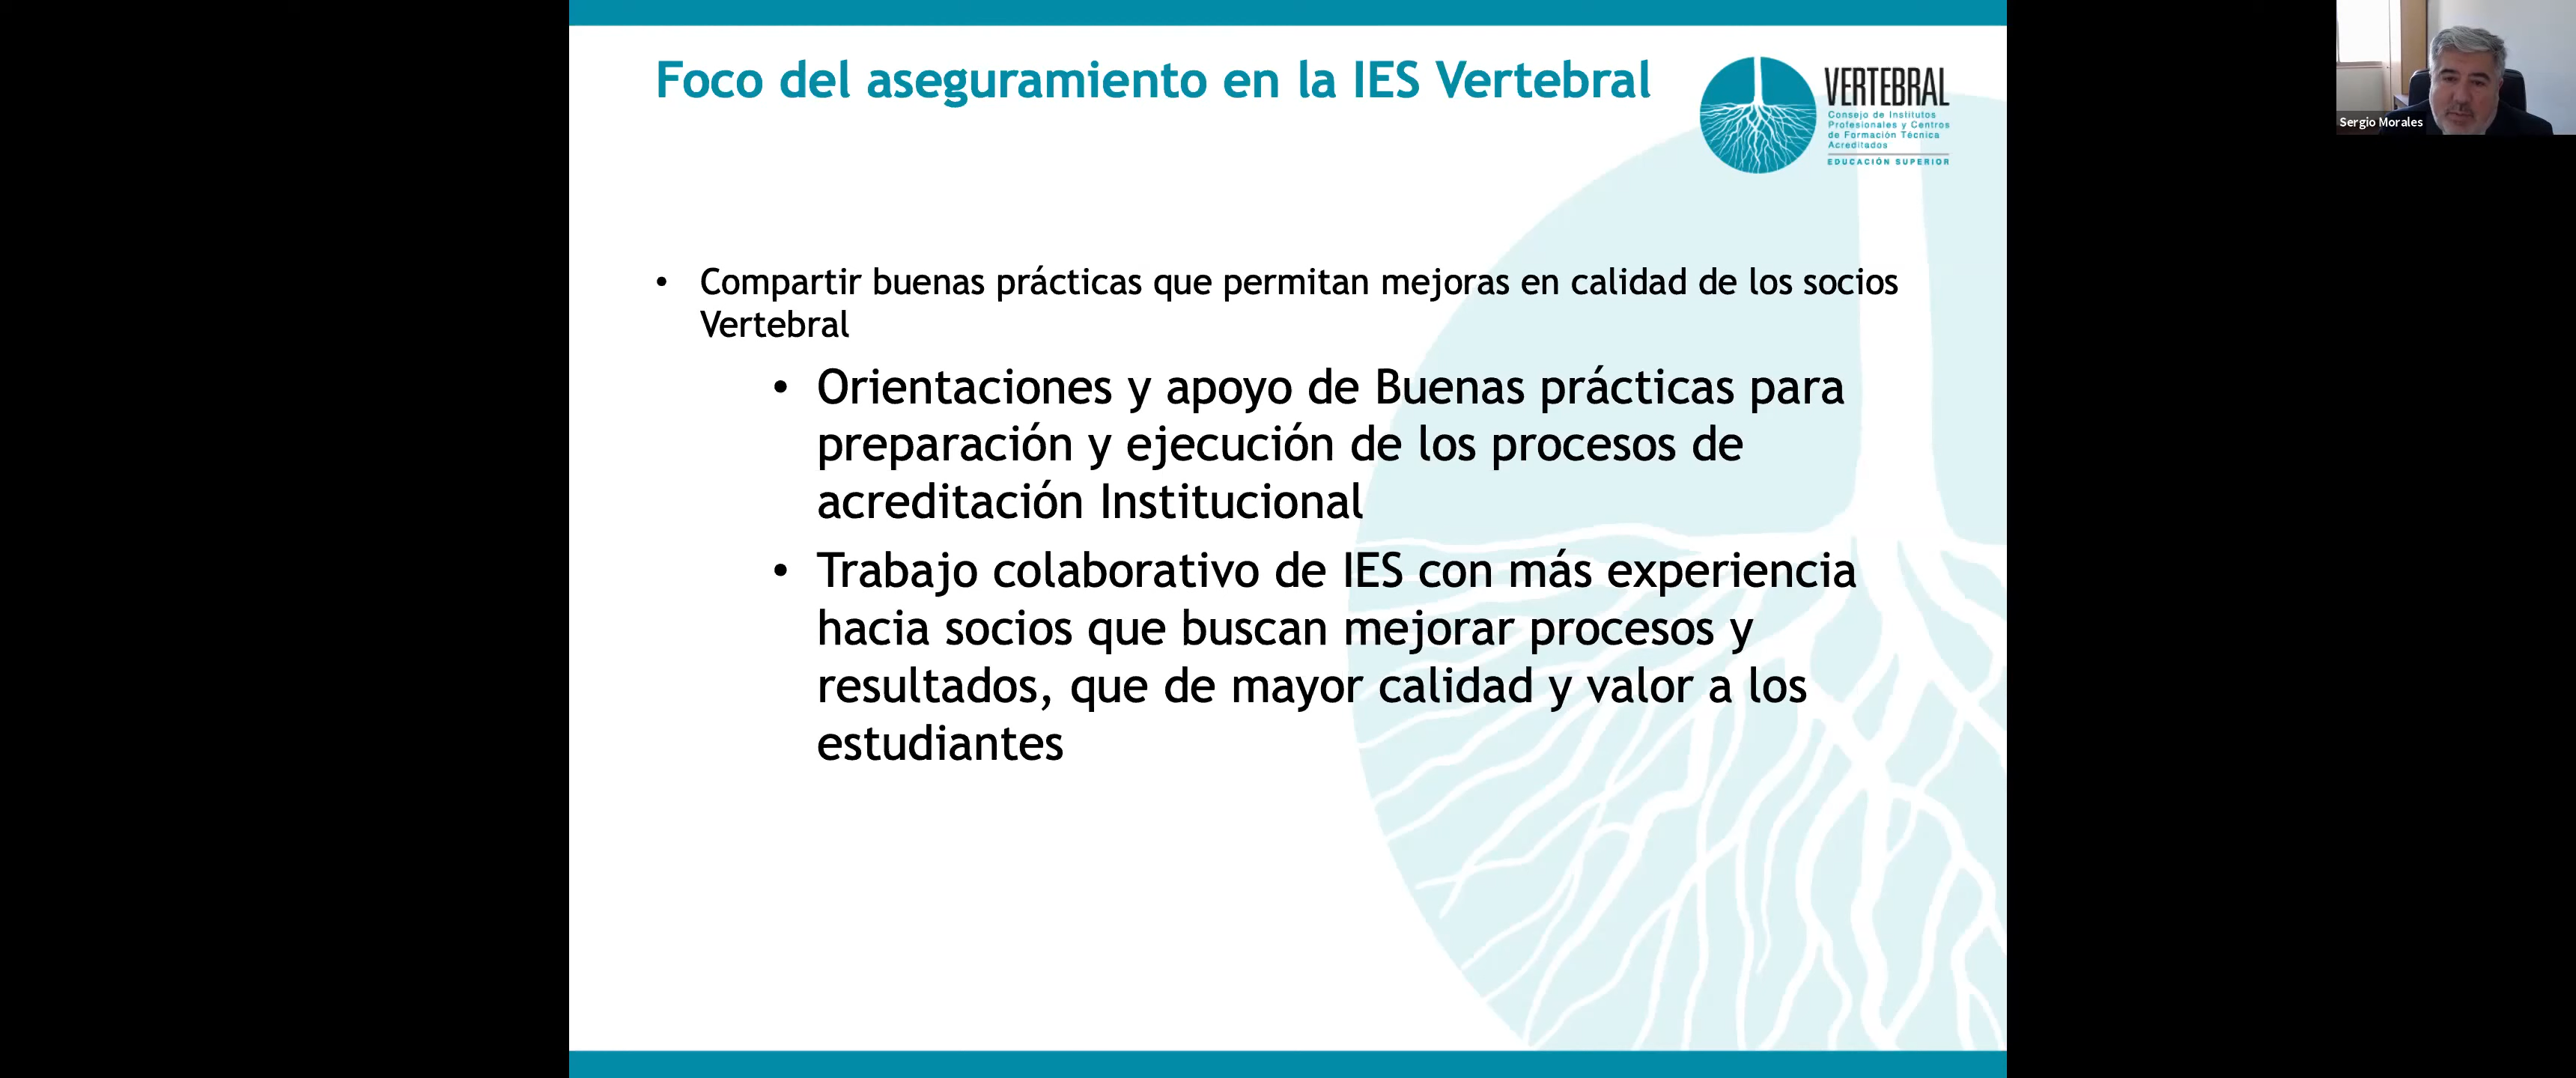 Foco del aseguramiento en la IES Vertebral
VERTEBRAL
Consejo de Institutos
Profesionales y Centros
de Formación Técnica
Acreditados
EDUCACIÓN SUPERIOR
Sergio Morales
• Compartir buenas prácticas que permitan mejoras en calidad de los socios
Vertebral
• Orientaciones y apoyo de Buenas prácticas para
preparación y ejecución de los procesos de
acreditación Institucional
• Trabajo colaborativo de IES con más experiencia
hacia socios que buscan mejorar procesos y
resultados, que de mayor calidad y valor a los
estudiantes